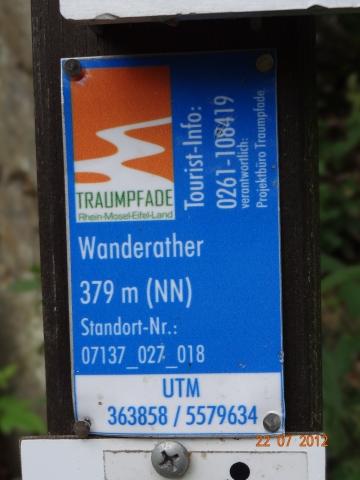 TRAUMPFADE
Rhein-Mosel-Eifel-Land
Tourist-Info:
0261-108419
verantwortlich:
Projektbüro Traumpfade
Wanderather
379 m (NN)
Standort-Nr.:
07137_027_018
UTM
363858 / 5579634
22 07 2012